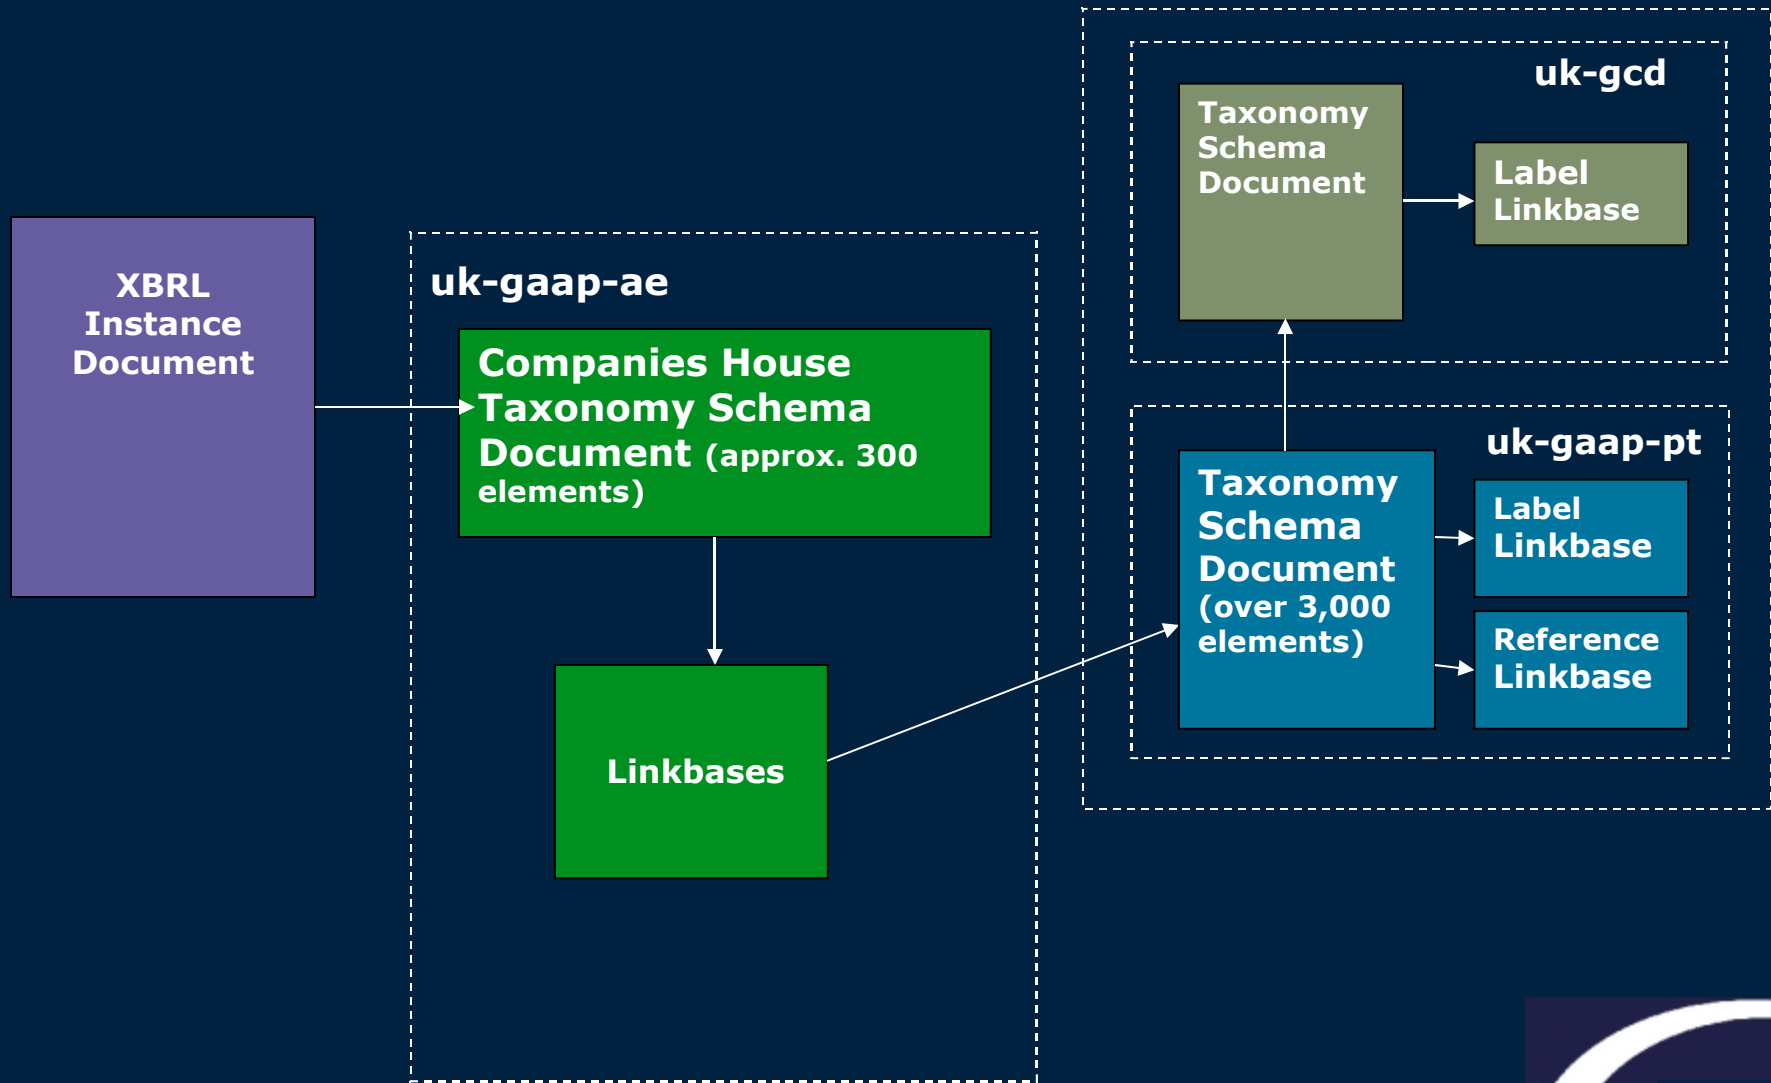 XBRL
Instance
Document
uk-gaap-ae
Companies House
Taxonomy Schema
Document (approx. 300
elements)
Linkbases
uk-gcd
Taxonomy
Schema
Document
Label
Linkbase
uk-gaap-pt
Taxonomy
Schema
Document
(over 3,000
elements)
Label
Linkbase
Reference
Linkbase